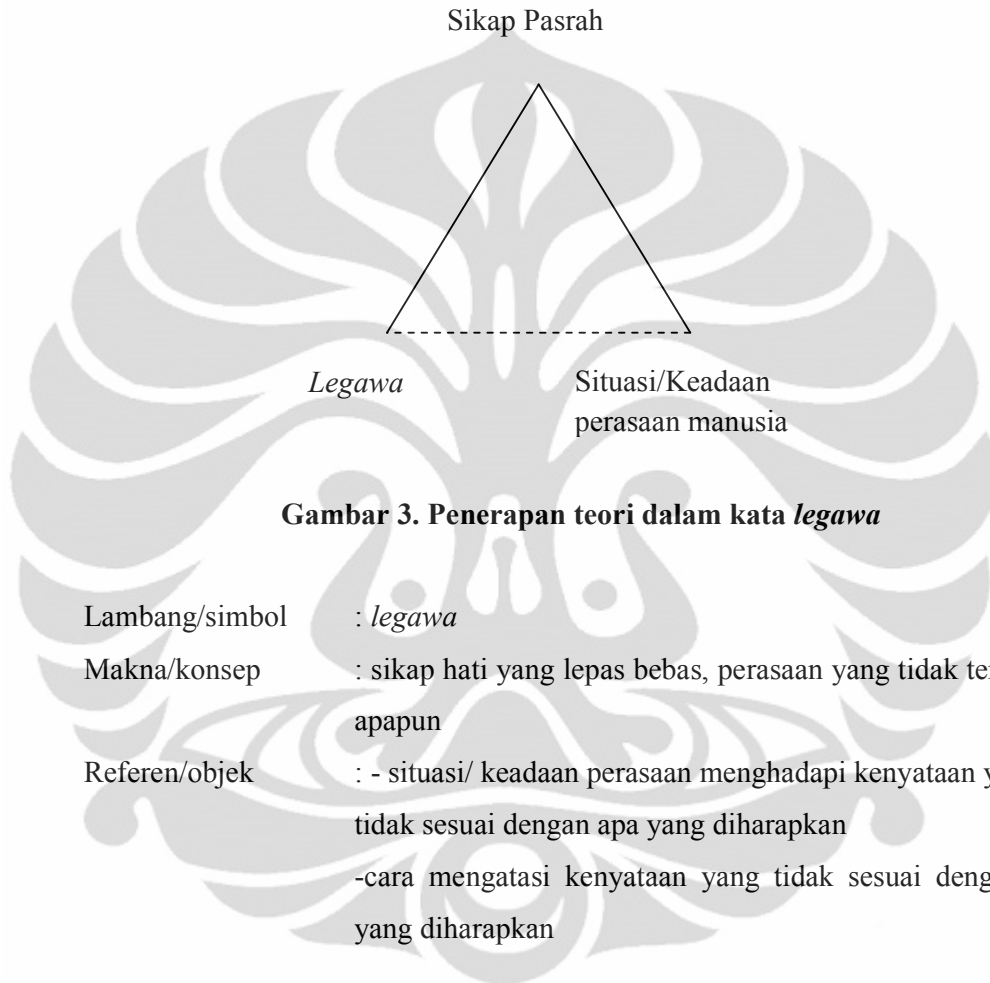 Sikap Pasrah
Legawa
Situasi/Keadaan
perasaan manusia
Gambar 3. Penerapan teori dalam kata legawa
Lambang/simbol : legawa
Makna/konsep : sikap hati yang lepas bebas, perasaan yang tidak
apapun
Referen/objek : - situasi/ keadaan perasaan menghadapi kenyataan
tidak sesuai dengan apa yang diharapkan
-cara mengatasi kenyataan yang tidak sesuai
yang diharapkan